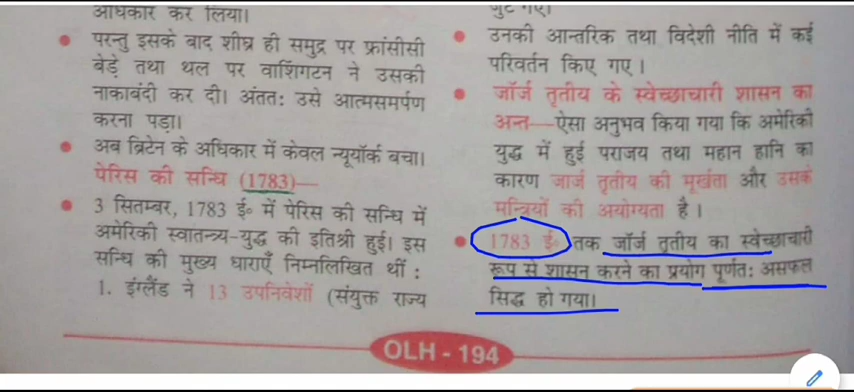 अधिकार कर लिया।
परन्तु इसके बाद शीघ्र ही समुद्र पर फ्रांसीसी
बेड़े तथा थल पर वाशिंगटन ने उसकी
नाकाबंदी कर दी। अंततः उसे आत्मसमर्पण
करना पड़ा।
अब ब्रिटेन के अधिकार में केवल न्यूयॉर्क बचा।
पेरिस की सन्धि (1783)—
3 सितम्बर, 1783 ई० में पेरिस की सन्धि में
अमेरिकी स्वातन्त्र्य-युद्ध की इतिश्री हुई। इस
सन्धि की मुख्य धाराएँ निम्नलिखित थीं :
1. इंग्लैंड ने 13 उपनिवेशों (संयुक्त राज्य
जुट गए।
उनकी आन्तरिक तथा विदेशी नीति में कई
परिवर्तन किए गए।
जॉर्ज तृतीय के स्वेच्छाचारी शासन का
अन्त—ऐसा अनुभव किया गया कि अमेरिकी
युद्ध में हुई पराजय तथा महान हानि का
कारण जार्ज तृतीय की मूर्खता और उसके
मन्त्रियों की अयोग्यता है।
1783 ई० तक जॉर्ज तृतीय का स्वेच्छाचारी
रूप से शासन करने का प्रयोग पूर्णतः असफल
सिद्ध हो गया।
OLH - 194